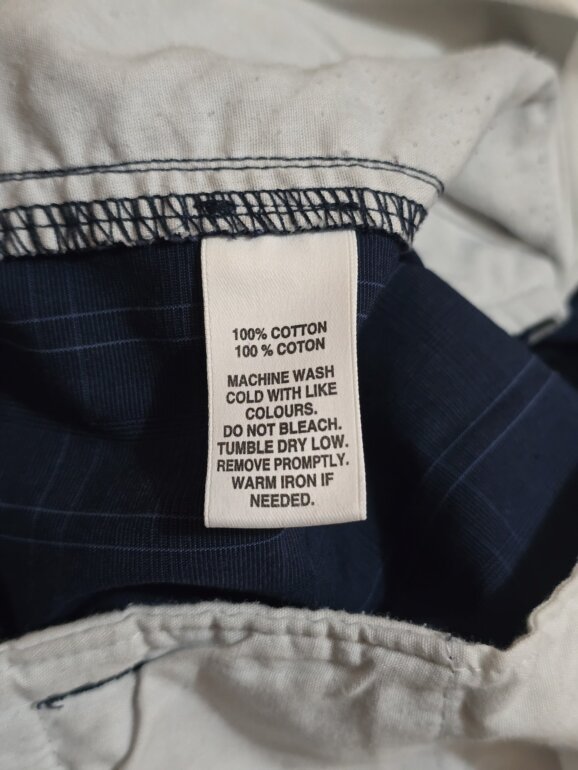 100% COTTON
100 % COTON
MACHINE WASH
COLD WITH LIKE
COLOURS.
DO NOT BLEACH.
TUMBLE DRY LOW.
REMOVE PROMPTLY.
WARM IRON IF
NEEDED.